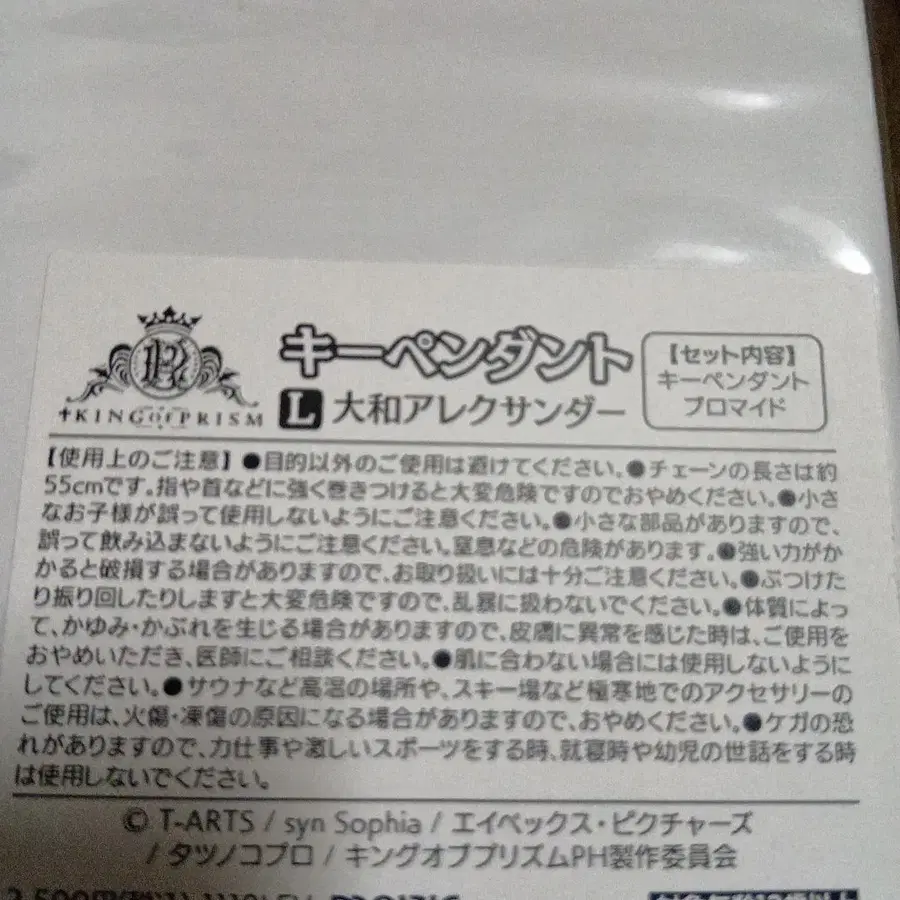 キーペンダント
L 大和アレクサンダー
【セット内容】
キーペンダント
ブロマイド
KING OF PRISM
【使用上のご注意】●目的以外のご使用は避けてください。●チェーンの長さは約
55cmです。指や首などに強く巻きつけると大変危険ですのでおやめください。●小さ
なお子様が誤って使用しないようにご注意ください。●小さな部品がありますので、
誤って飲み込まないようにご注意ください。窒息などの危険があります。●強い力がか
かると破損する場合がありますので、お取り扱いには十分ご注意ください。●ぶつけた
り振り回したりしますと大変危険ですので、乱暴に扱わないでください。●体質によっ
て、かゆみ・かぶれを生じる場合がありますので、皮膚に異常を感じた時は、ご使用を
おやめいただき、医師にご相談ください。●肌に合わない場合には使用しないように
してください。●サウナなど高温の場所や、スキー場など極寒地でのアクセサリーの
ご使用は、火傷・凍傷の原因になる場合がありますので、おやめください。●ケガの恐
れがありますので、力仕事や激しいスポーツをする時、就寝時や幼児の世話をする時
は使用しないでください。
© T-ARTS / syn Sophia / エイベックス・ピクチャーズ
/ タツノコプロ / キングオブプリズムPH製作委員会